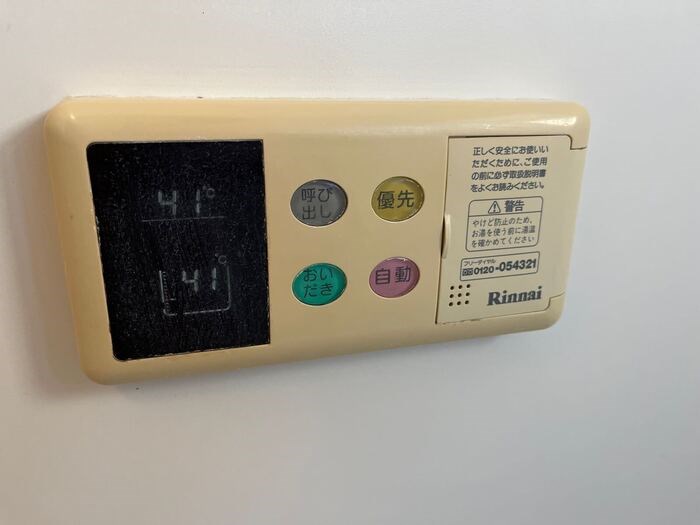 41°
41℃
呼び
出し
優先
おい
だき
自動
正しく安全にお使いい
ただくために、ご使用
の前に必ず取扱説明書
をよくお読みください。
⚠警告
やけど防止のため、
お湯を使う前に湯温
を確かめてください
フリーダイヤル
0120-054321
Rinnai